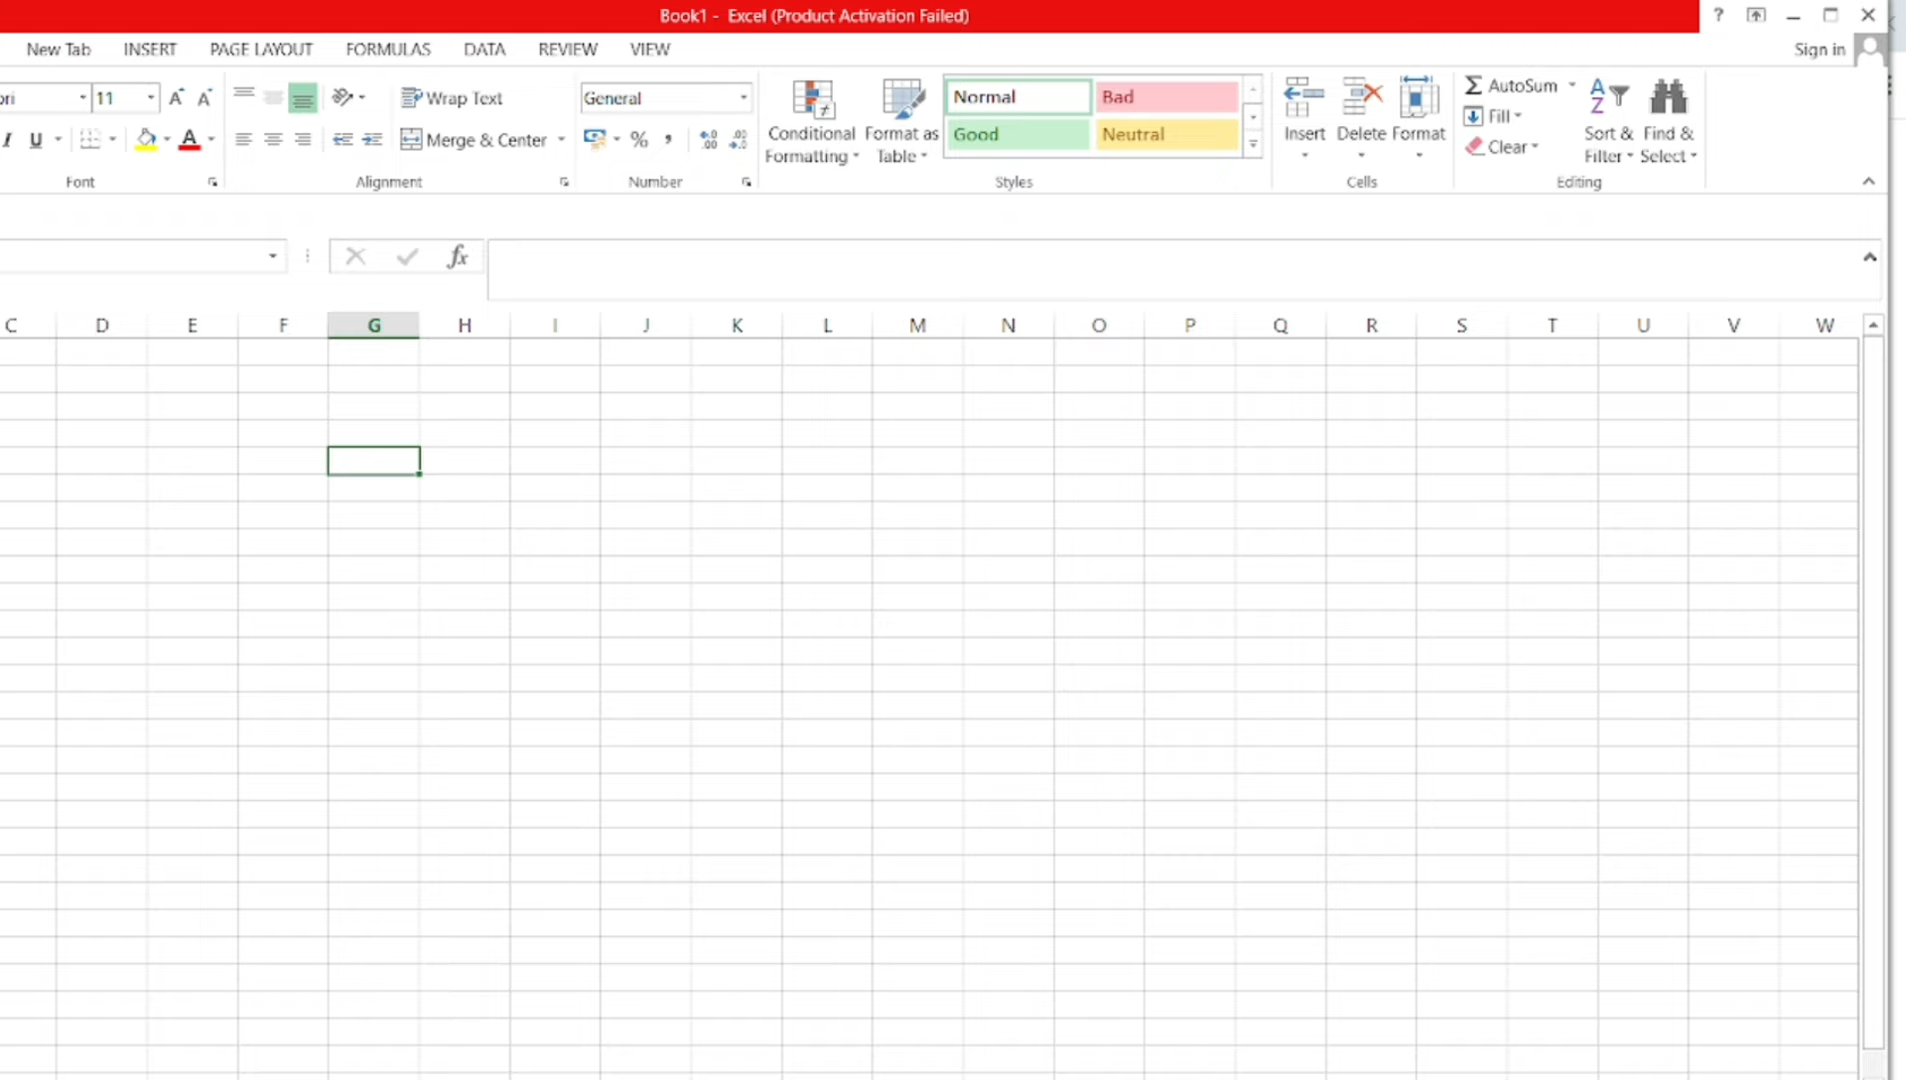 Book1 - Excel (Product Activation Failed)
?
New Tab INSERT PAGE LAYOUT FORMULAS DATA REVIEW VIEW Sign in
11 A A Wrap Text General Normal Bad AutoSum
Good Neutral Fill
I U A Merge & Center % , .00 .00
Conditional Formatting Format as Table Insert Delete Format Clear Sort & Filter Find & Select
Font Alignment Number Styles Cells Editing
fx
C D E F G H I J K L M N O P Q R S T U V W